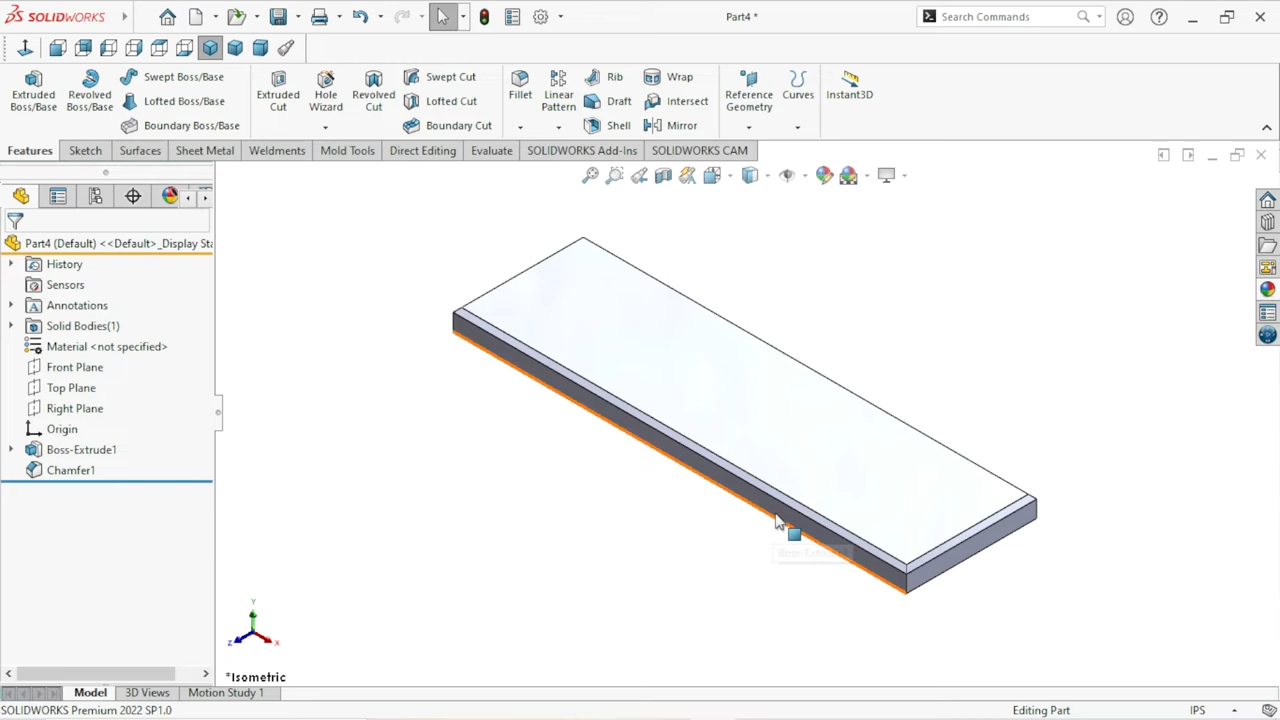 SOLIDWORKS
Part4 *
Search Commands
Extruded Boss/Base
Revolved Boss/Base
Swept Boss/Base
Lofted Boss/Base
Boundary Boss/Base
Extruded Cut
Hole Wizard
Revolved Cut
Swept Cut
Lofted Cut
Boundary Cut
Fillet
Linear Pattern
Rib
Draft
Shell
Wrap
Intersect
Mirror
Reference Geometry
Curves
Instant3D
Features
Sketch
Surfaces
Sheet Metal
Weldments
Mold Tools
Direct Editing
Evaluate
SOLIDWORKS Add-Ins
SOLIDWORKS CAM
Part4 (Default) <<Default>_Display Sta
History
Sensors
Annotations
Solid Bodies(1)
Material <not specified>
Front Plane
Top Plane
Right Plane
Origin
Boss-Extrude1
Chamfer1
Y
Z
X
*Isometric
Model
3D Views
Motion Study 1
SOLIDWORKS Premium 2022 SP1.0
Editing Part
IPS